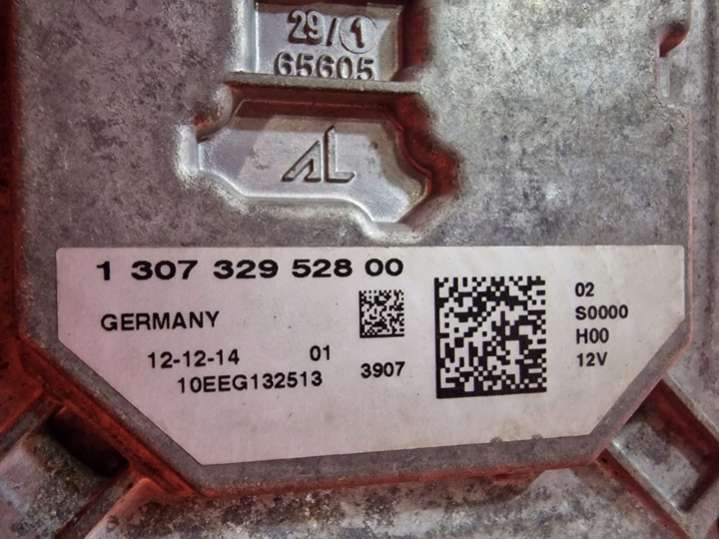 29/1
65605
AL
1 307 329 528 00
GERMANY
12-12-14 01
10EEG132513 3907
02
S0000
H00
12V